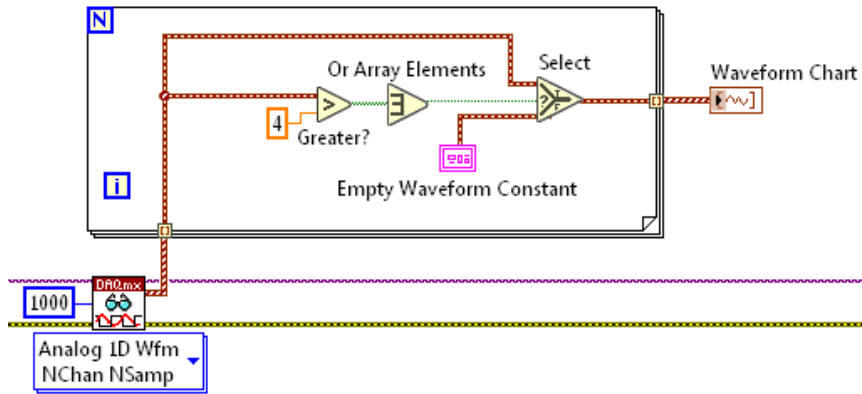 N
Or Array Elements
Select
Waveform Chart
>
?
T
F
4
Greater?
i
Empty Waveform Constant
DAQmx
1000
Analog 1D Wfm
NChan NSamp